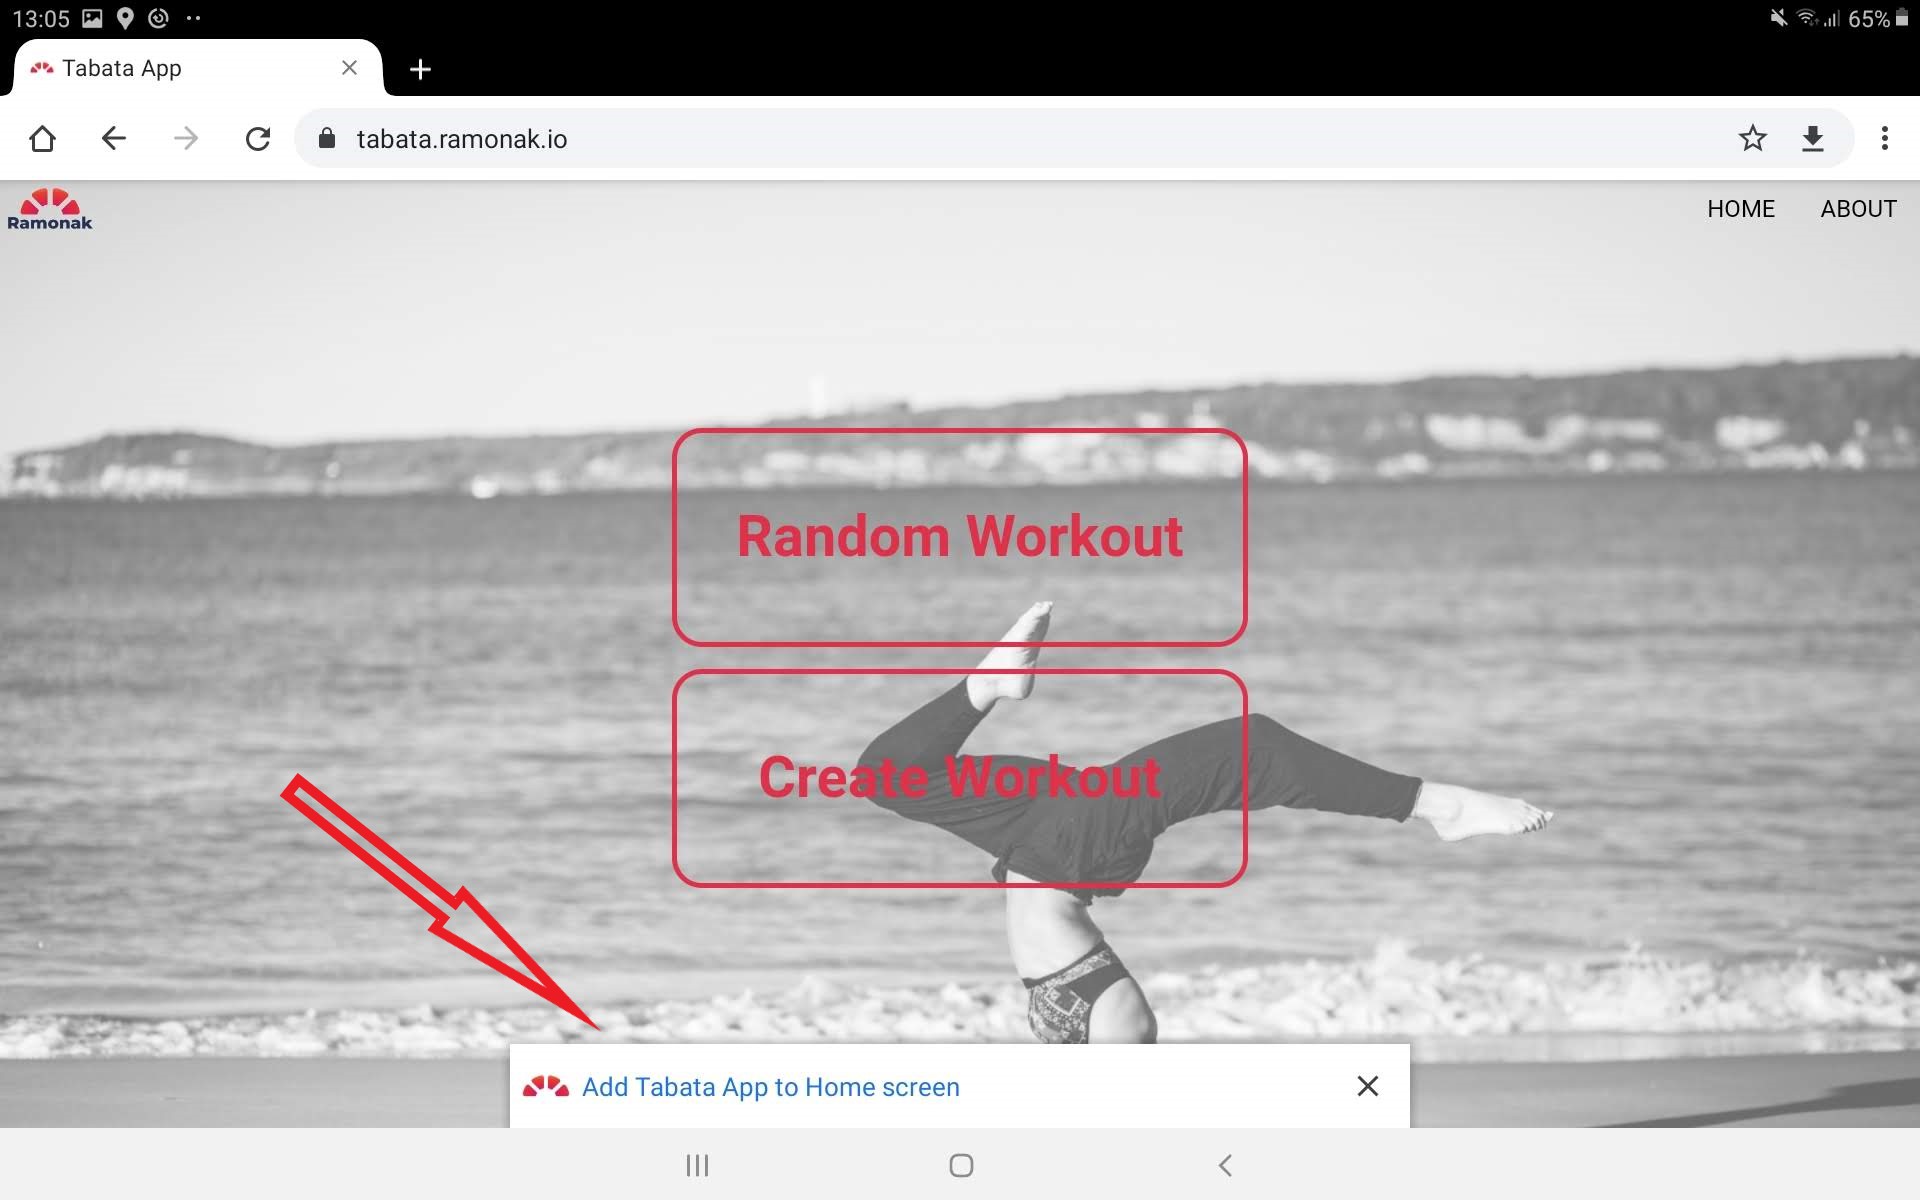 13:05
65%
Tabata App
tabata.ramonak.io
Ramonak
HOME ABOUT
Random Workout
Create Workout
Add Tabata App to Home screen